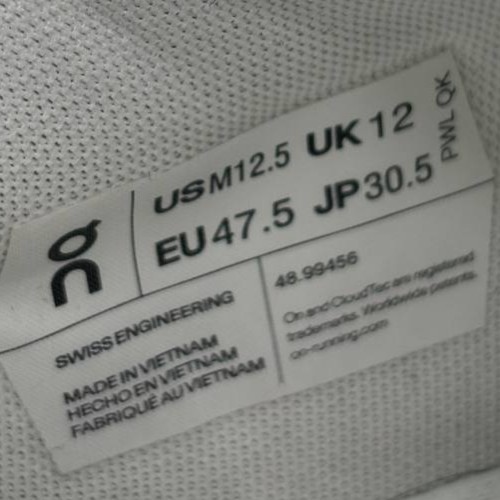 on
US M12.5 UK 12
EU 47.5 JP 30.5
PWL QK
SWISS ENGINEERING
MADE IN VIETNAM
HECHO EN VIETNAM
FABRIQUÉ AU VIETNAM
48.99456
On and CloudTec are registered
trademarks. Worldwide patents.
on-running.com